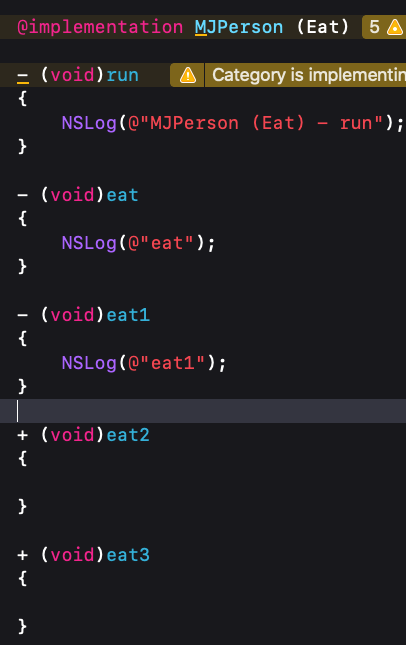 @implementation MJPerson (Eat) 5
- (void)run Category is implementin
{
NSLog(@"MJPerson (Eat) - run");
}
- (void)eat
{
NSLog(@"eat");
}
- (void)eat1
{
NSLog(@"eat1");
}
+ (void)eat2
{
}
+ (void)eat3
{
}